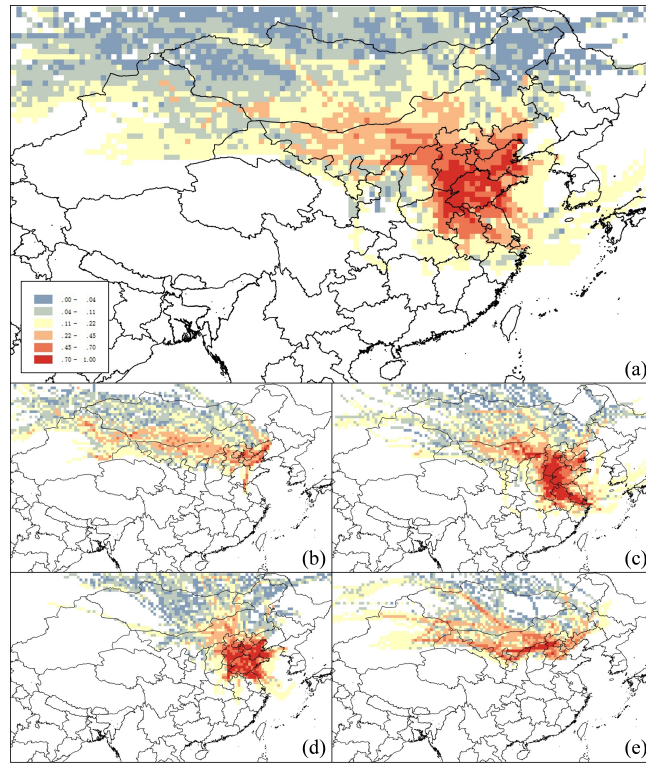 .00 - .04
.04 - .11
.11 - .22
.22 - .45
.45 - .70
.70 - 1.00
(a)
(b)
(c)
(d)
(e)